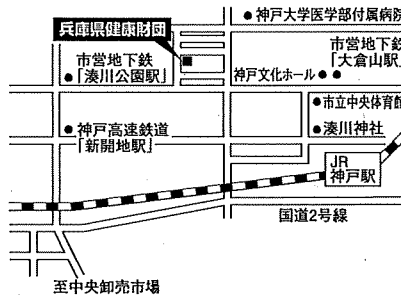 ●神戸大学医学部付属病院
兵庫県健康財団
市営地下鉄
●「湊川公園駅」
市営地下鉄
「大倉山駅」
神戸文化ホール●●
●市立中央体育館
●湊川神社
●神戸高速鉄道
「新開地駅」
JR
神戸駅
国道2号線
至中央卸売市場